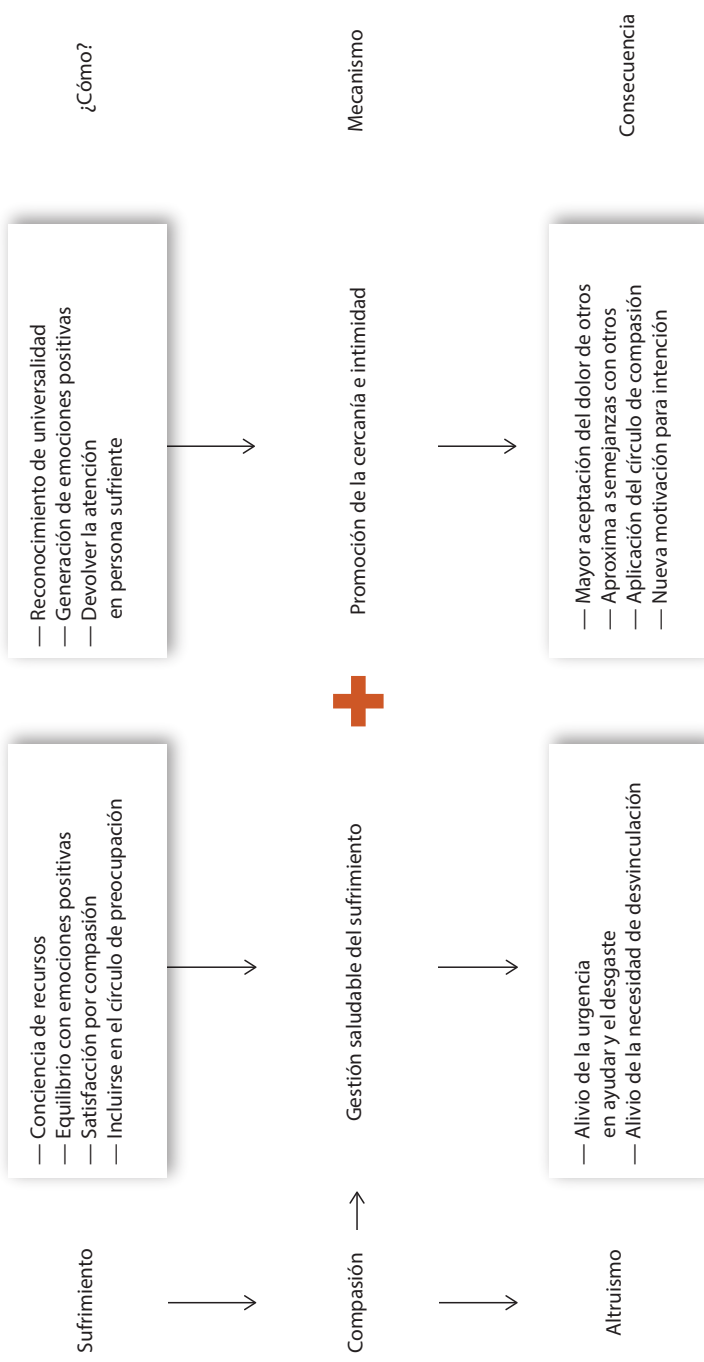 Sufrimiento
— Conciencia de recursos
— Equilibrio con emociones positivas
— Satisfacción por compasión
— Incluirse en el círculo de preocupación
— Reconocimiento de universalidad
— Generación de emociones positivas
— Devolver la atención
en persona sufriente
¿Cómo?
Compasión
Gestión saludable del sufrimiento
Promoción de la cercanía e intimidad
Mecanismo
Altruismo
— Alivio de la urgencia
en ayudar y el desgaste
— Alivio de la necesidad de desvinculación
— Mayor aceptación del dolor de otros
— Aproxima a semejanzas con otros
— Aplicación del círculo de compasión
— Nueva motivación para intención
Consecuencia